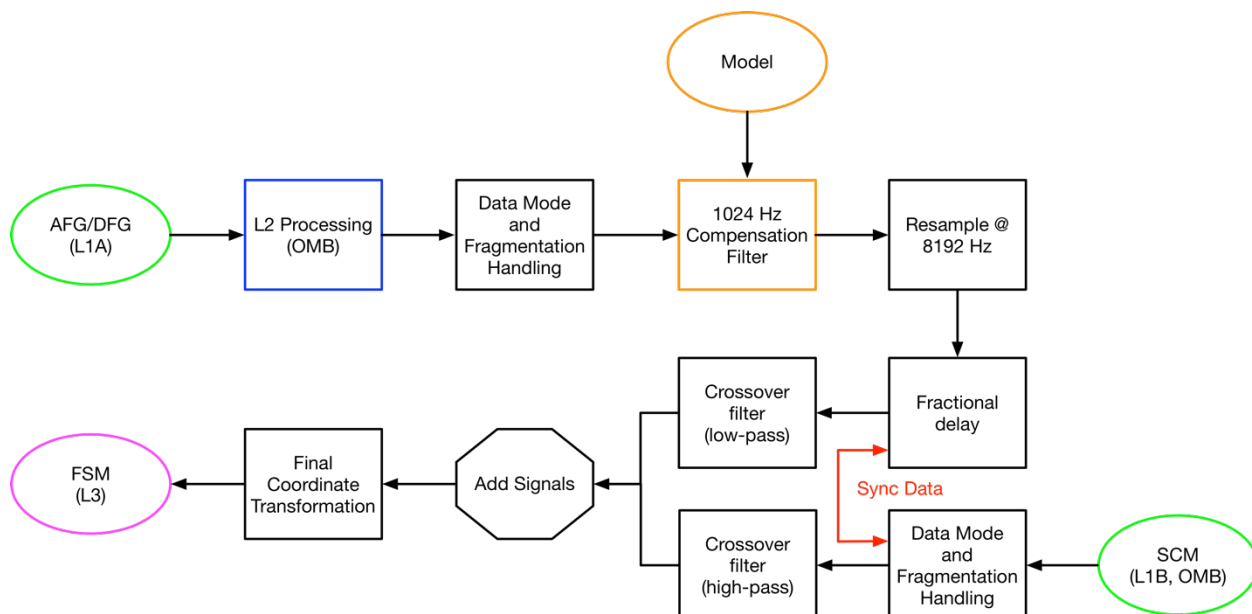 Model
AFG/DFG
(L1A)
L2 Processing
(OMB)
Data Mode
and
Fragmentation
Handling
1024 Hz
Compensation
Filter
Resample @
8192 Hz
Fractional
delay
Crossover
filter
(low-pass)
Sync Data
Add Signals
Final
Coordinate
Transformation
FSM
(L3)
Crossover
filter
(high-pass)
Data Mode
and
Fragmentation
Handling
SCM
(L1B, OMB)